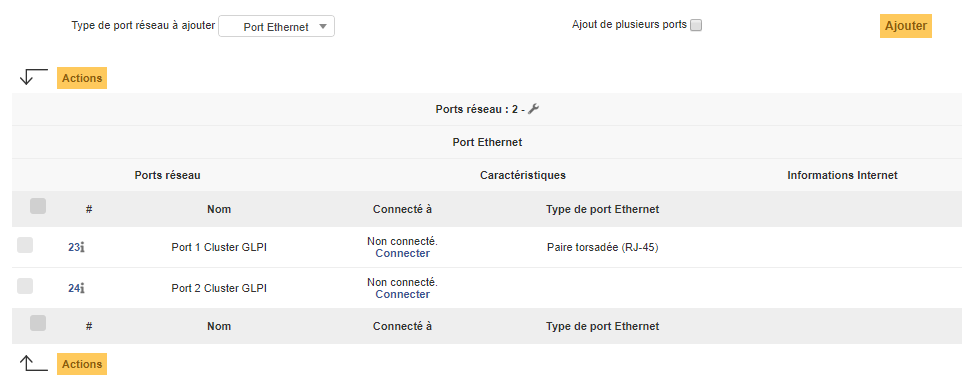 Type de port réseau à ajouter Port Ethernet Ajout de plusieurs ports Ajouter
Actions
Ports réseau : 2 -
Port Ethernet
Ports réseau Caractéristiques Informations Internet
# Nom Connecté à Type de port Ethernet
23 Port 1 Cluster GLPI Non connecté. Paire torsadée (RJ-45)
Connecter
24 Port 2 Cluster GLPI Non connecté.
Connecter
# Nom Connecté à Type de port Ethernet
Actions